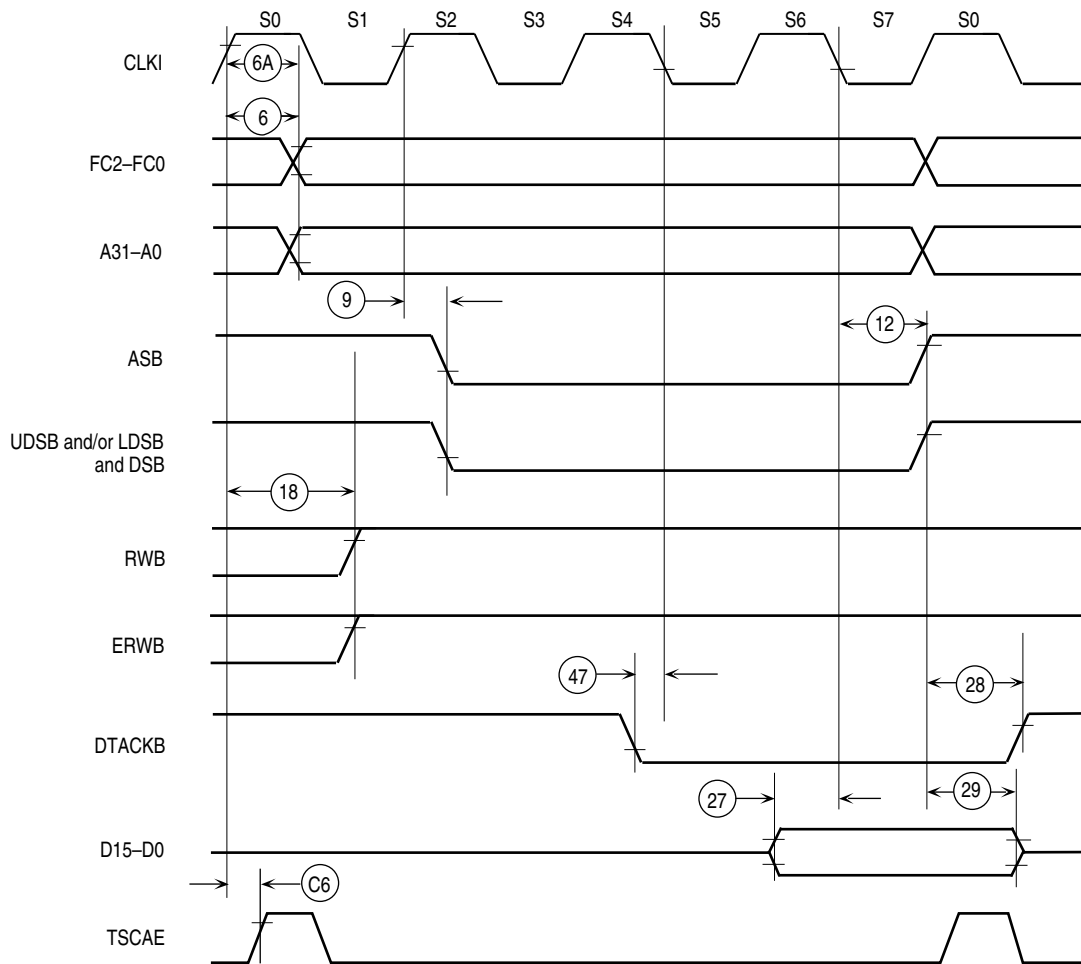 S0 S1 S2 S3 S4 S5 S6 S7 S0
CLKI
6A
6
FC2–FC0
A31–A0
9
12
ASB
UDSB and/or LDSB
and DSB
18
RWB
ERWB
47
28
DTACKB
27
29
D15–D0
C6
TSCAE